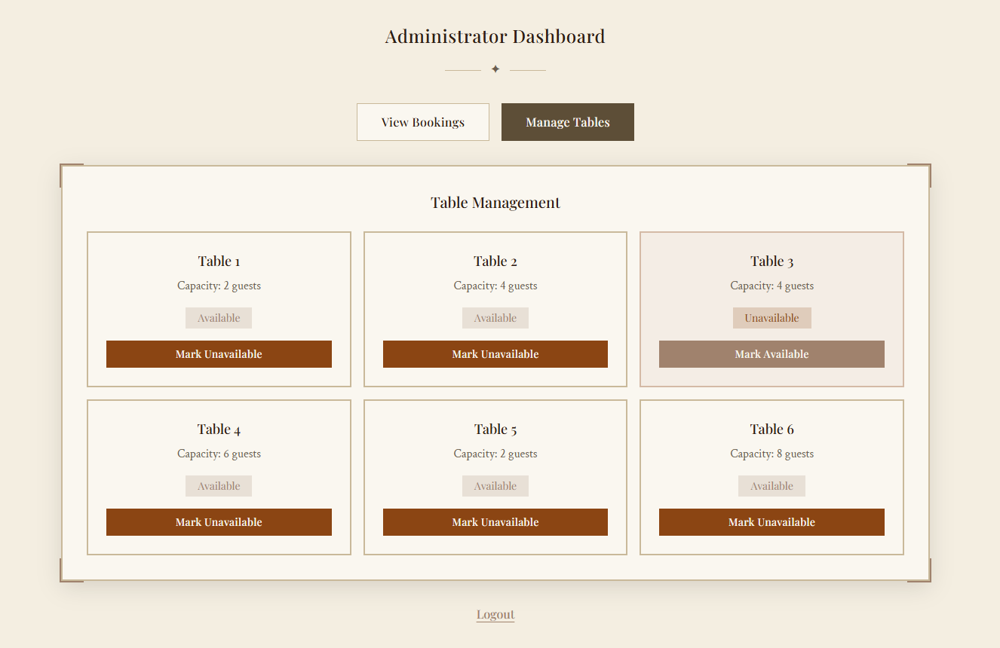 Administrator Dashboard
View Bookings
Manage Tables
Table Management
Table 1
Capacity: 2 guests
Available
Mark Unavailable
Table 2
Capacity: 4 guests
Available
Mark Unavailable
Table 3
Capacity: 4 guests
Unavailable
Mark Available
Table 4
Capacity: 6 guests
Available
Mark Unavailable
Table 5
Capacity: 2 guests
Available
Mark Unavailable
Table 6
Capacity: 8 guests
Available
Mark Unavailable
Logout